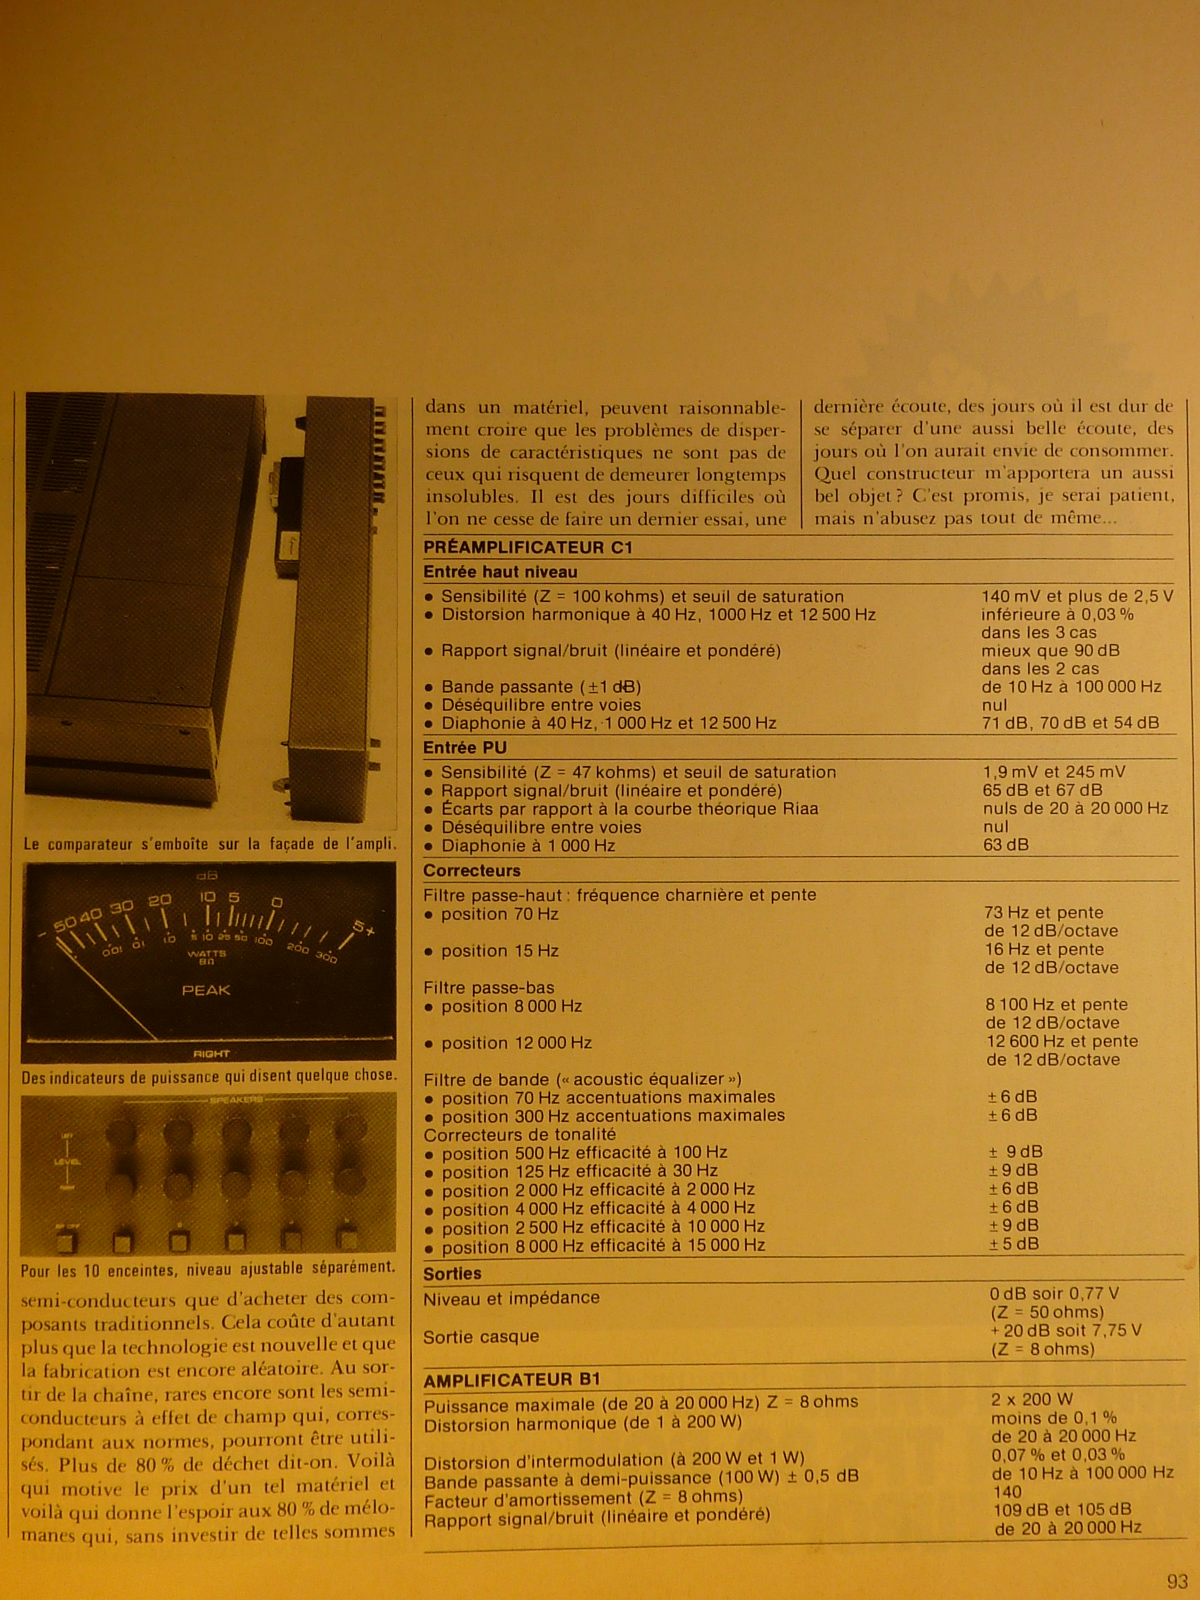 Le comparateur s'emboîte sur la façade de l'ampli.
dB
- 50 40 30 20 10 5 0 5+
001 01 10 5 10 25 50 100 200 300
WATTS
8Ω
PEAK
RIGHT
Des indicateurs de puissance qui disent quelque chose.
SPEAKERS
LEVEL
Pour les 10 enceintes, niveau ajustable séparément.
semi-conducteurs que d'acheter des com-
posants traditionnels. Cela coûte d'autant
plus que la technologie est nouvelle et que
la fabrication est encore aléatoire. Au sor-
tir de la chaîne, rares encore sont les semi-
conducteurs à effet de champ qui, corres-
pondant aux normes, pourront être utili-
sés. Plus de 80 % de déchet dit-on. Voilà
qui motive le prix d'un tel matériel et
voilà qui donne l'espoir aux 80 % de mélo-
manes qui, sans investir de telles sommes
dans un matériel, peuvent raisonnable-
ment croire que les problèmes de disper-
sions de caractéristiques ne sont pas de
ceux qui risquent de demeurer longtemps
insolubles. Il est des jours difficiles où
l'on ne cesse de faire un dernier essai, une
dernière écoute, des jours où il est dur de
se séparer d'une aussi belle écoute, des
jours où l'on aurait envie de consommer.
Quel constructeur m'apportera un aussi
bel objet ? C'est promis, je serai patient,
mais n'abusez pas tout de même...
PRÉAMPLIFICATEUR C1
Entrée haut niveau
• Sensibilité (Z = 100 kohms) et seuil de saturation 140 mV et plus de 2,5 V
• Distorsion harmonique à 40 Hz, 1000 Hz et 12 500 Hz inférieure à 0,03 %
dans les 3 cas
• Rapport signal/bruit (linéaire et pondéré) mieux que 90 dB
dans les 2 cas
• Bande passante (±1 dB) de 10 Hz à 100 000 Hz
• Déséquilibre entre voies nul
• Diaphonie à 40 Hz, 1 000 Hz et 12 500 Hz 71 dB, 70 dB et 54 dB
Entrée PU
• Sensibilité (Z = 47 kohms) et seuil de saturation 1,9 mV et 245 mV
• Rapport signal/bruit (linéaire et pondéré) 65 dB et 67 dB
• Écarts par rapport à la courbe théorique Riaa nuls de 20 à 20 000 Hz
• Déséquilibre entre voies nul
• Diaphonie à 1 000 Hz 63 dB
Correcteurs
Filtre passe-haut : fréquence charnière et pente
• position 70 Hz 73 Hz et pente
de 12 dB/octave
• position 15 Hz 16 Hz et pente
de 12 dB/octave
Filtre passe-bas
• position 8 000 Hz 8 100 Hz et pente
de 12 dB/octave
• position 12 000 Hz 12 600 Hz et pente
de 12 dB/octave
Filtre de bande (« acoustic équalizer »)
• position 70 Hz accentuations maximales ± 6 dB
• position 300 Hz accentuations maximales ± 6 dB
Correcteurs de tonalité
• position 500 Hz efficacité à 100 Hz ± 9 dB
• position 125 Hz efficacité à 30 Hz ± 9 dB
• position 2 000 Hz efficacité à 2 000 Hz ± 6 dB
• position 4 000 Hz efficacité à 4 000 Hz ± 6 dB
• position 2 500 Hz efficacité à 10 000 Hz ± 9 dB
• position 8 000 Hz efficacité à 15 000 Hz ± 5 dB
Sorties
Niveau et impédance 0 dB soir 0,77 V
(Z = 50 ohms)
Sortie casque + 20 dB soit 7,75 V
(Z = 8 ohms)
AMPLIFICATEUR B1
Puissance maximale (de 20 à 20 000 Hz) Z = 8 ohms 2 x 200 W
Distorsion harmonique (de 1 à 200 W) moins de 0,1 %
de 20 à 20 000 Hz
Distorsion d'intermodulation (à 200 W et 1 W) 0,07 % et 0,03 %
Bande passante à demi-puissance (100 W) ± 0,5 dB de 10 Hz à 100 000 Hz
Facteur d'amortissement (Z = 8 ohms) 140
Rapport signal/bruit (linéaire et pondéré) 109 dB et 105 dB
de 20 à 20 000 Hz
93